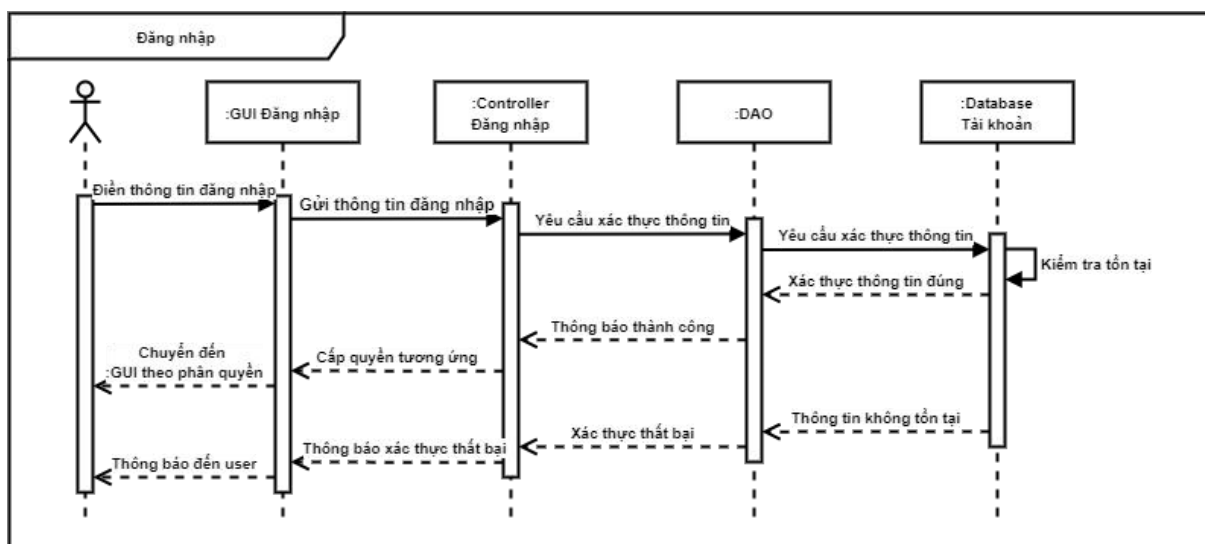 Đăng nhập
:GUI Đăng nhập
:Controller
Đăng nhập
:DAO
:Database
Tài khoản
Điền thông tin đăng nhập
Gửi thông tin đăng nhập
Yêu cầu xác thực thông tin
Yêu cầu xác thực thông tin
Kiểm tra tồn tại
Xác thực thông tin đúng
Thông báo thành công
Cấp quyền tương ứng
Chuyển đến
:GUI theo phân quyền
Thông tin không tồn tại
Xác thực thất bại
Thông báo xác thực thất bại
Thông báo đến user